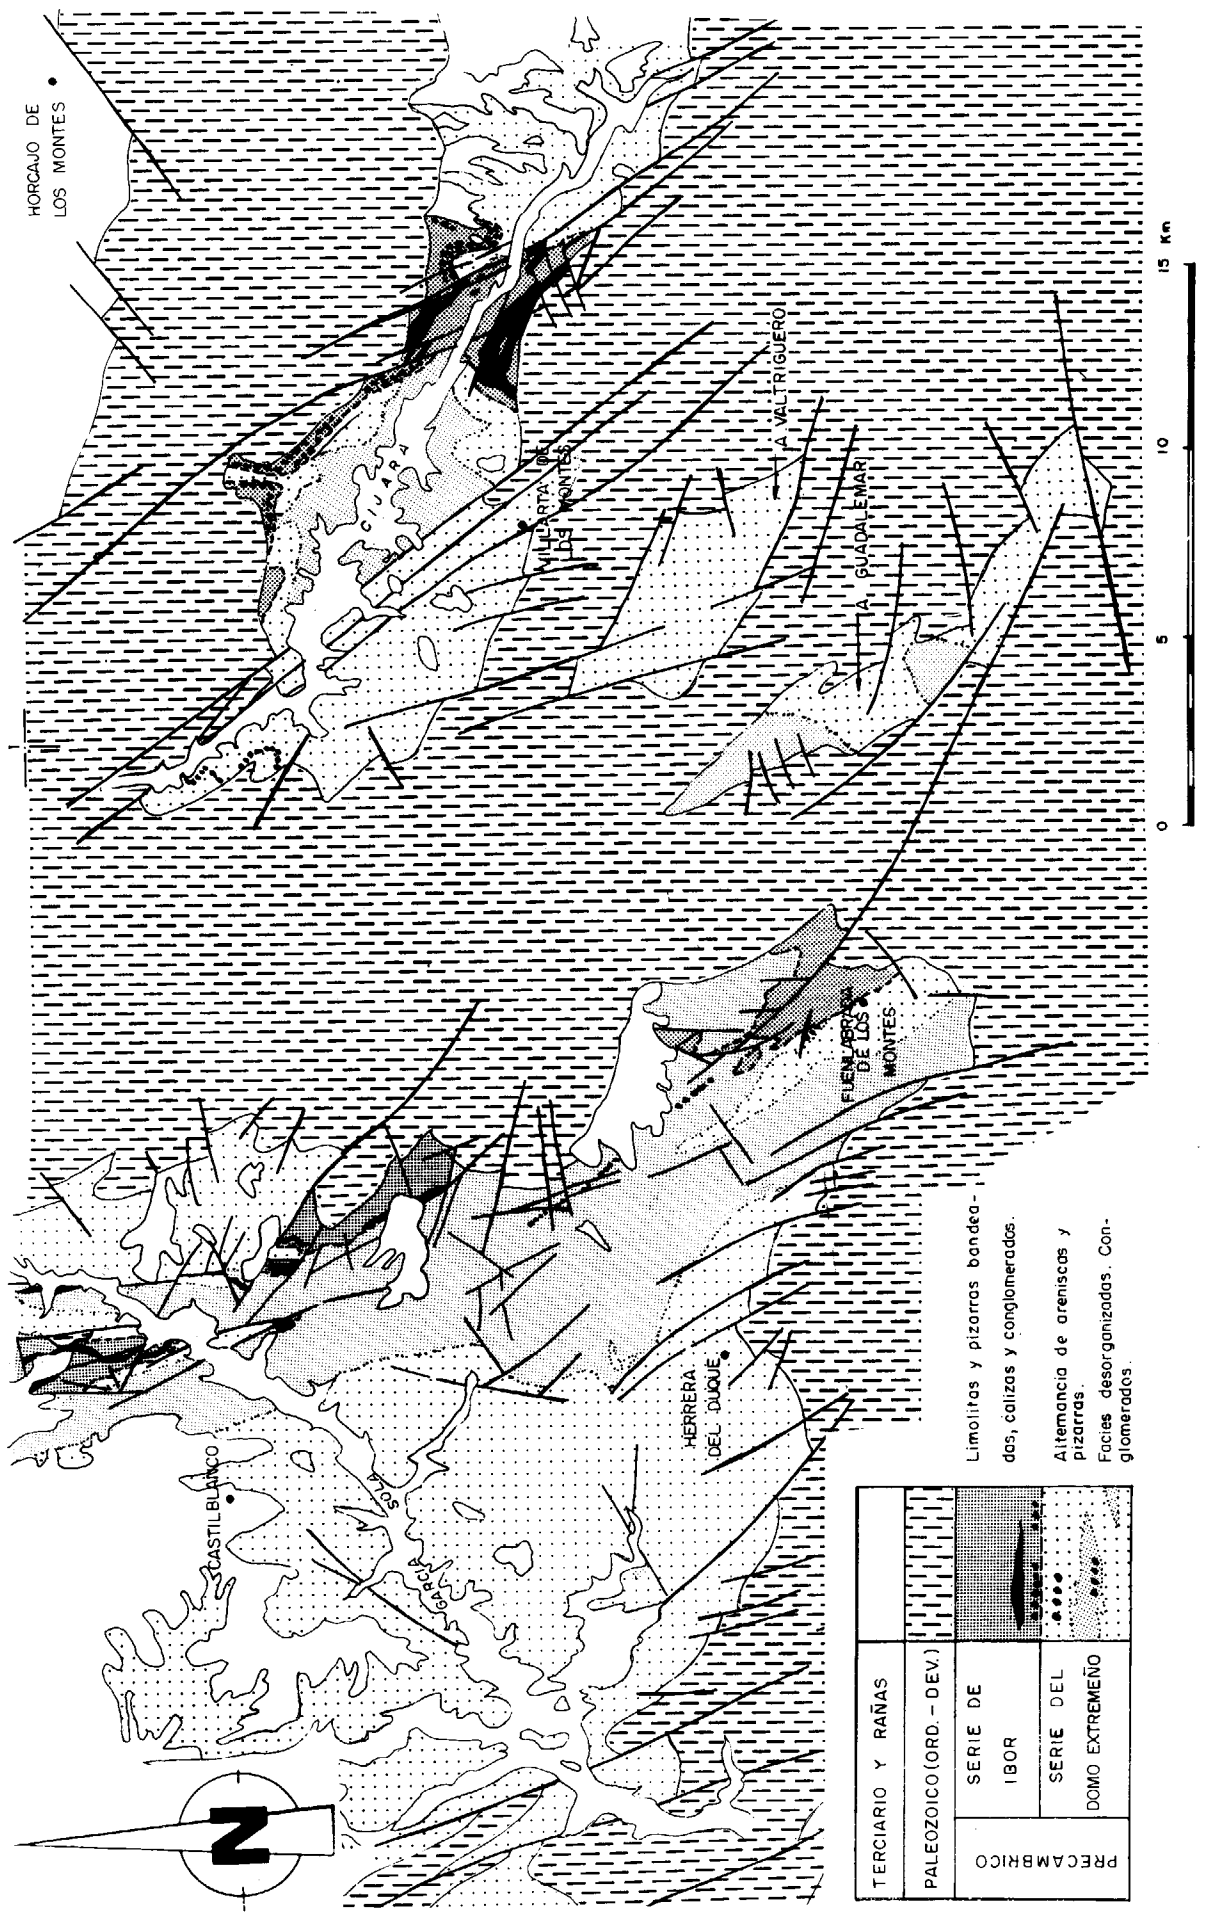 HORCAJO DE
LOS MONTES
CIJARA
VILLARTA DE
LOS MONTES
A VALTRIGUERO
A GUADALEMAR
FUENLABRADA
DE LOS
MONTES
HERRERA
DEL DUQUE
CASTILBLANCO
GARCIA
SOLA
N
0
5
10
15
Km
TERCIARIO Y RAÑAS
PALEOZOICO (ORD. - DEV.)
PRECAMBRICO
SERIE DE
IBOR
Limolitas y pizarras bandea-
das, calizas y conglomerados.
SERIE DEL
DOMO EXTREMEÑO
Alternancia de areniscas y
pizarras.
Facies desorganizadas. Con-
glomerados.